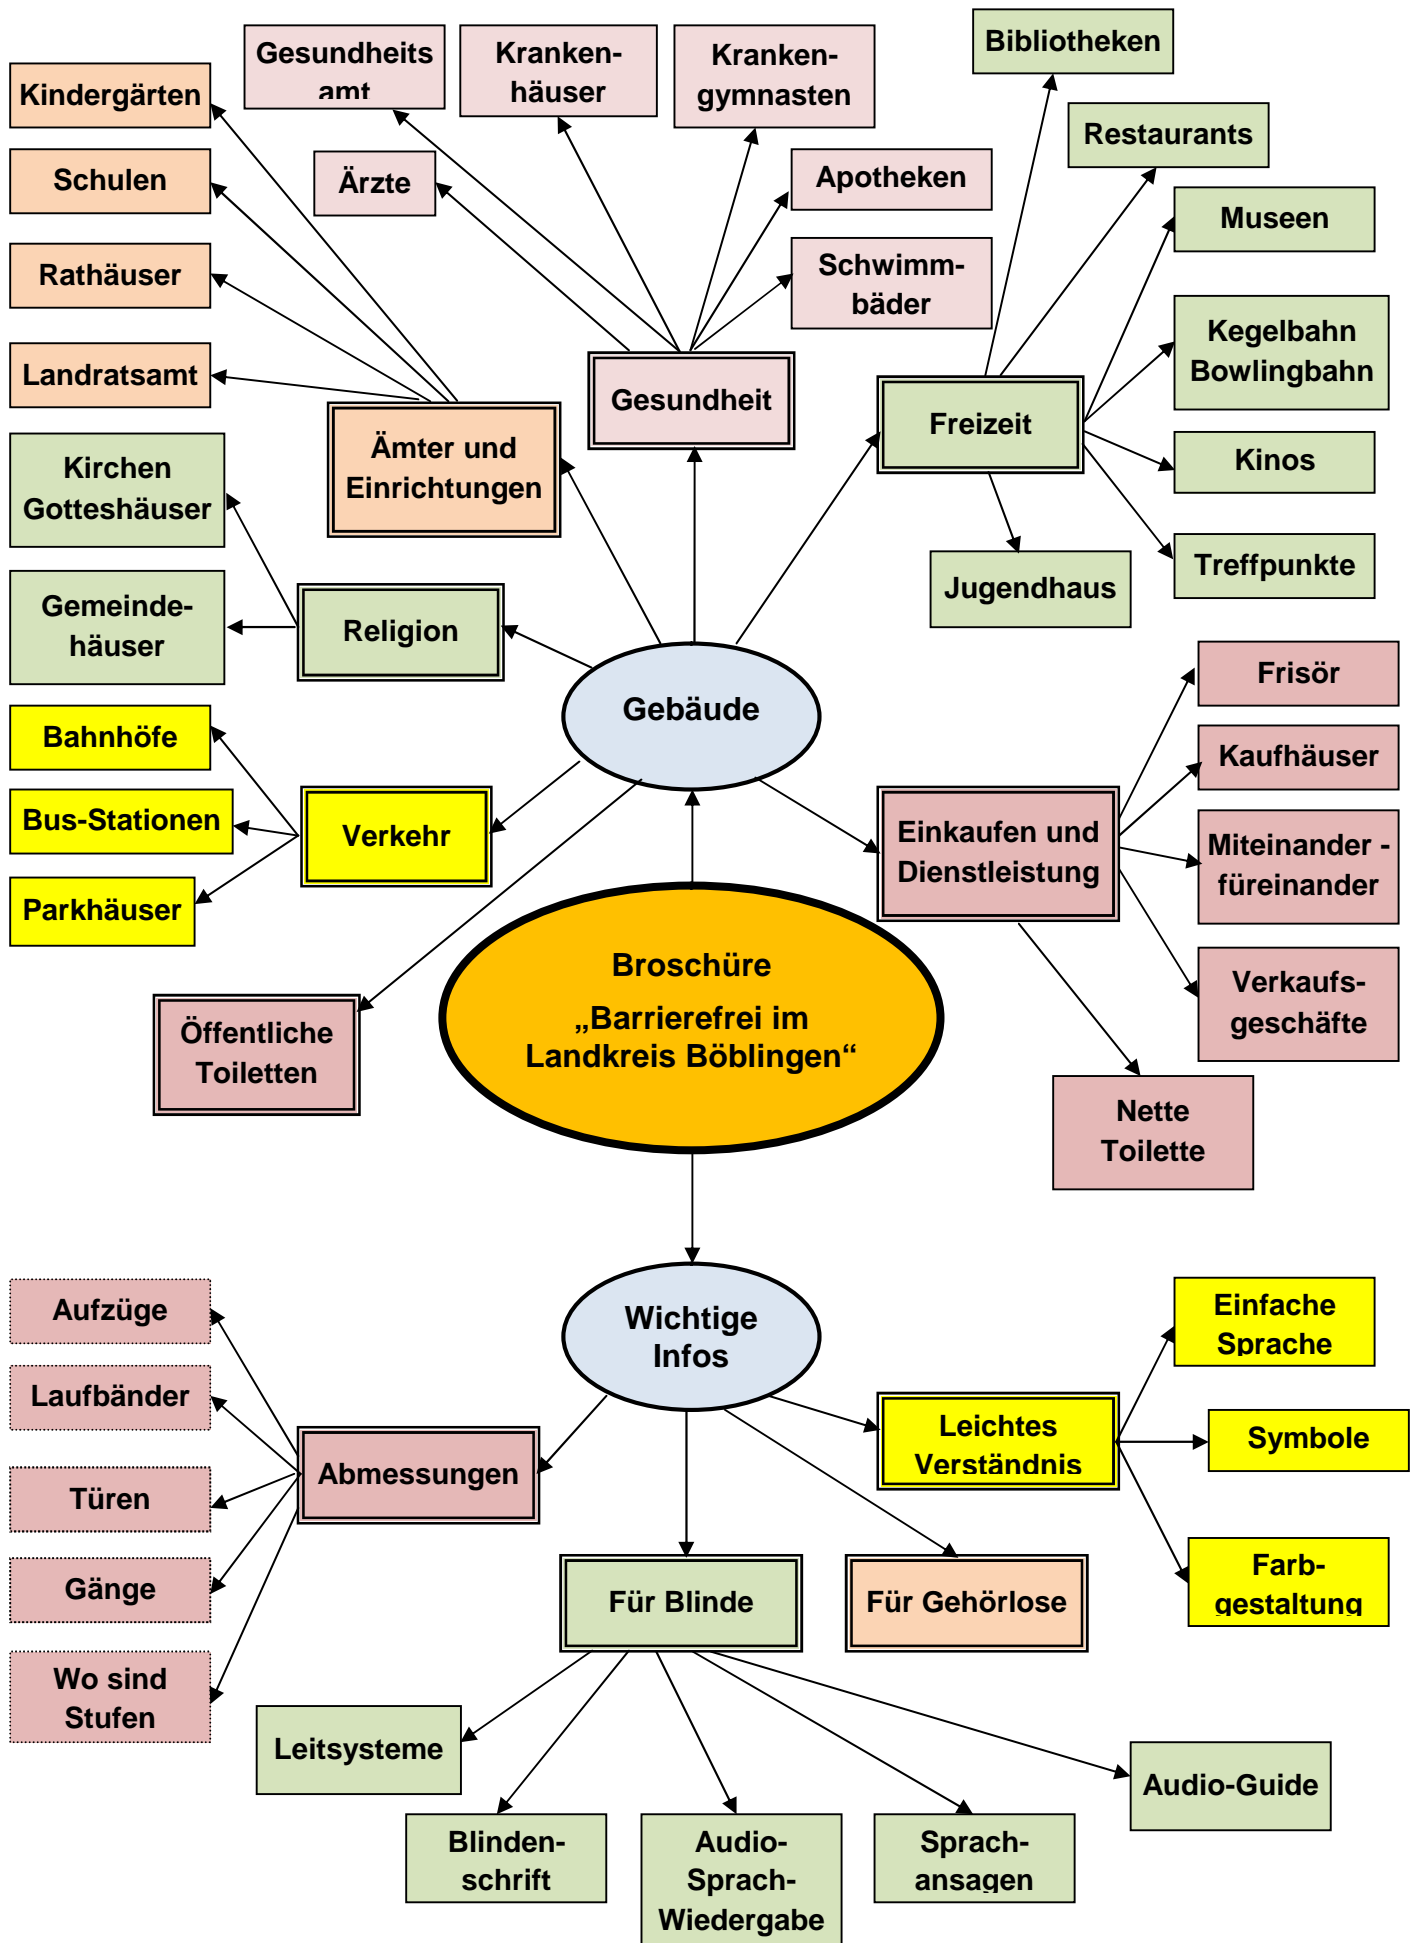 Gesundheits
amt
Kranken-
häuser
Kranken-
gymnasten
Bibliotheken
Kindergärten
Restaurants
Schulen
Ärzte
Apotheken
Museen
Rathäuser
Schwimm-
bäder
Kegelbahn
Bowlingbahn
Landratsamt
Gesundheit
Freizeit
Ämter und
Einrichtungen
Kirchen
Gotteshäuser
Kinos
Treffpunkte
Jugendhaus
Gemeinde-
häuser
Religion
Gebäude
Frisör
Bahnhöfe
Kaufhäuser
Bus-Stationen
Verkehr
Einkaufen und
Dienstleistung
Miteinander -
füreinander
Parkhäuser
Broschüre
„Barrierefrei im
Landkreis Böblingen“
Verkaufs-
geschäfte
Öffentliche
Toiletten
Nette
Toilette
Aufzüge
Wichtige
Infos
Einfache
Sprache
Laufbänder
Leichtes
Verständnis
Symbole
Abmessungen
Türen
Gänge
Für Blinde
Für Gehörlose
Farb-
gestaltung
Wo sind
Stufen
Leitsysteme
Audio-Guide
Blinden-
schrift
Audio-
Sprach-
Wiedergabe
Sprach-
ansagen